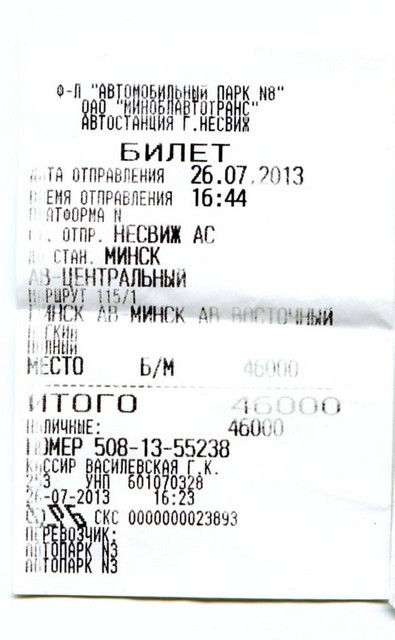 Ф-Л "АВТОМОБИЛЬНЫЙ ПАРК N8"
ОАО "МИНОБЛАВТОТРАНС"
АВТОСТАНЦИЯ Г.НЕСВИЖ
БИЛЕТ
ДАТА ОТПРАВЛЕНИЯ 26.07.2013
ВРЕМЯ ОТПРАВЛЕНИЯ 16:44
ПЛАТФОРМА N
СТ. ОТПР. НЕСВИЖ АС
ДО СТАН. МИНСК
АВ-ЦЕНТРАЛЬНЫЙ
МАРШРУТ 115/1
МИНСК АВ ВОСТОЧНЫЙ
МЯГКИЙ
ПОЛНЫЙ
МЕСТО Б/М 46000
ИТОГО 46000
НАЛИЧНЫЕ: 46000
НОМЕР 508-13-55238
КАССИР ВАСИЛЕВСКАЯ Г.К.
УНП 601070328
26-07-2013 16:23
СКС 0000000023893
ПЕРЕВОЗЧИК:
АВТОПАРК N3
АВТОПАРК N3